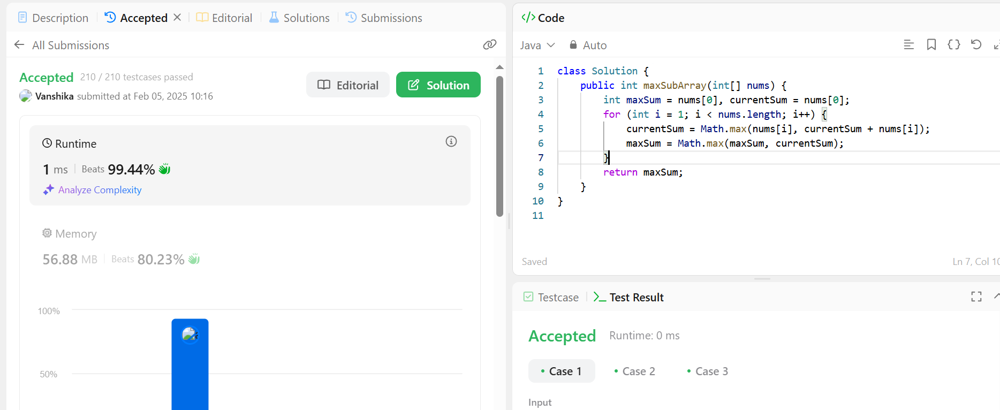 Description Accepted Editorial Solutions Submissions
All Submissions
Accepted 210 / 210 testcases passed
Vanshika submitted at Feb 05, 2025 10:16
Editorial
Solution
Runtime
1 ms Beats 99.44%
Analyze Complexity
Memory
56.88 MB Beats 80.23%
100%
50%
</> Code
Java Auto
1 class Solution {
2 public int maxSubArray(int[] nums) {
3 int maxSum = nums[0], currentSum = nums[0];
4 for (int i = 1; i < nums.length; i++) {
5 currentSum = Math.max(nums[i], currentSum + nums[i]);
6 maxSum = Math.max(maxSum, currentSum);
7 }
8 return maxSum;
9 }
10 }
11
Saved
Ln 7, Col 10
Testcase >_ Test Result
Accepted Runtime: 0 ms
• Case 1 • Case 2 • Case 3
Input